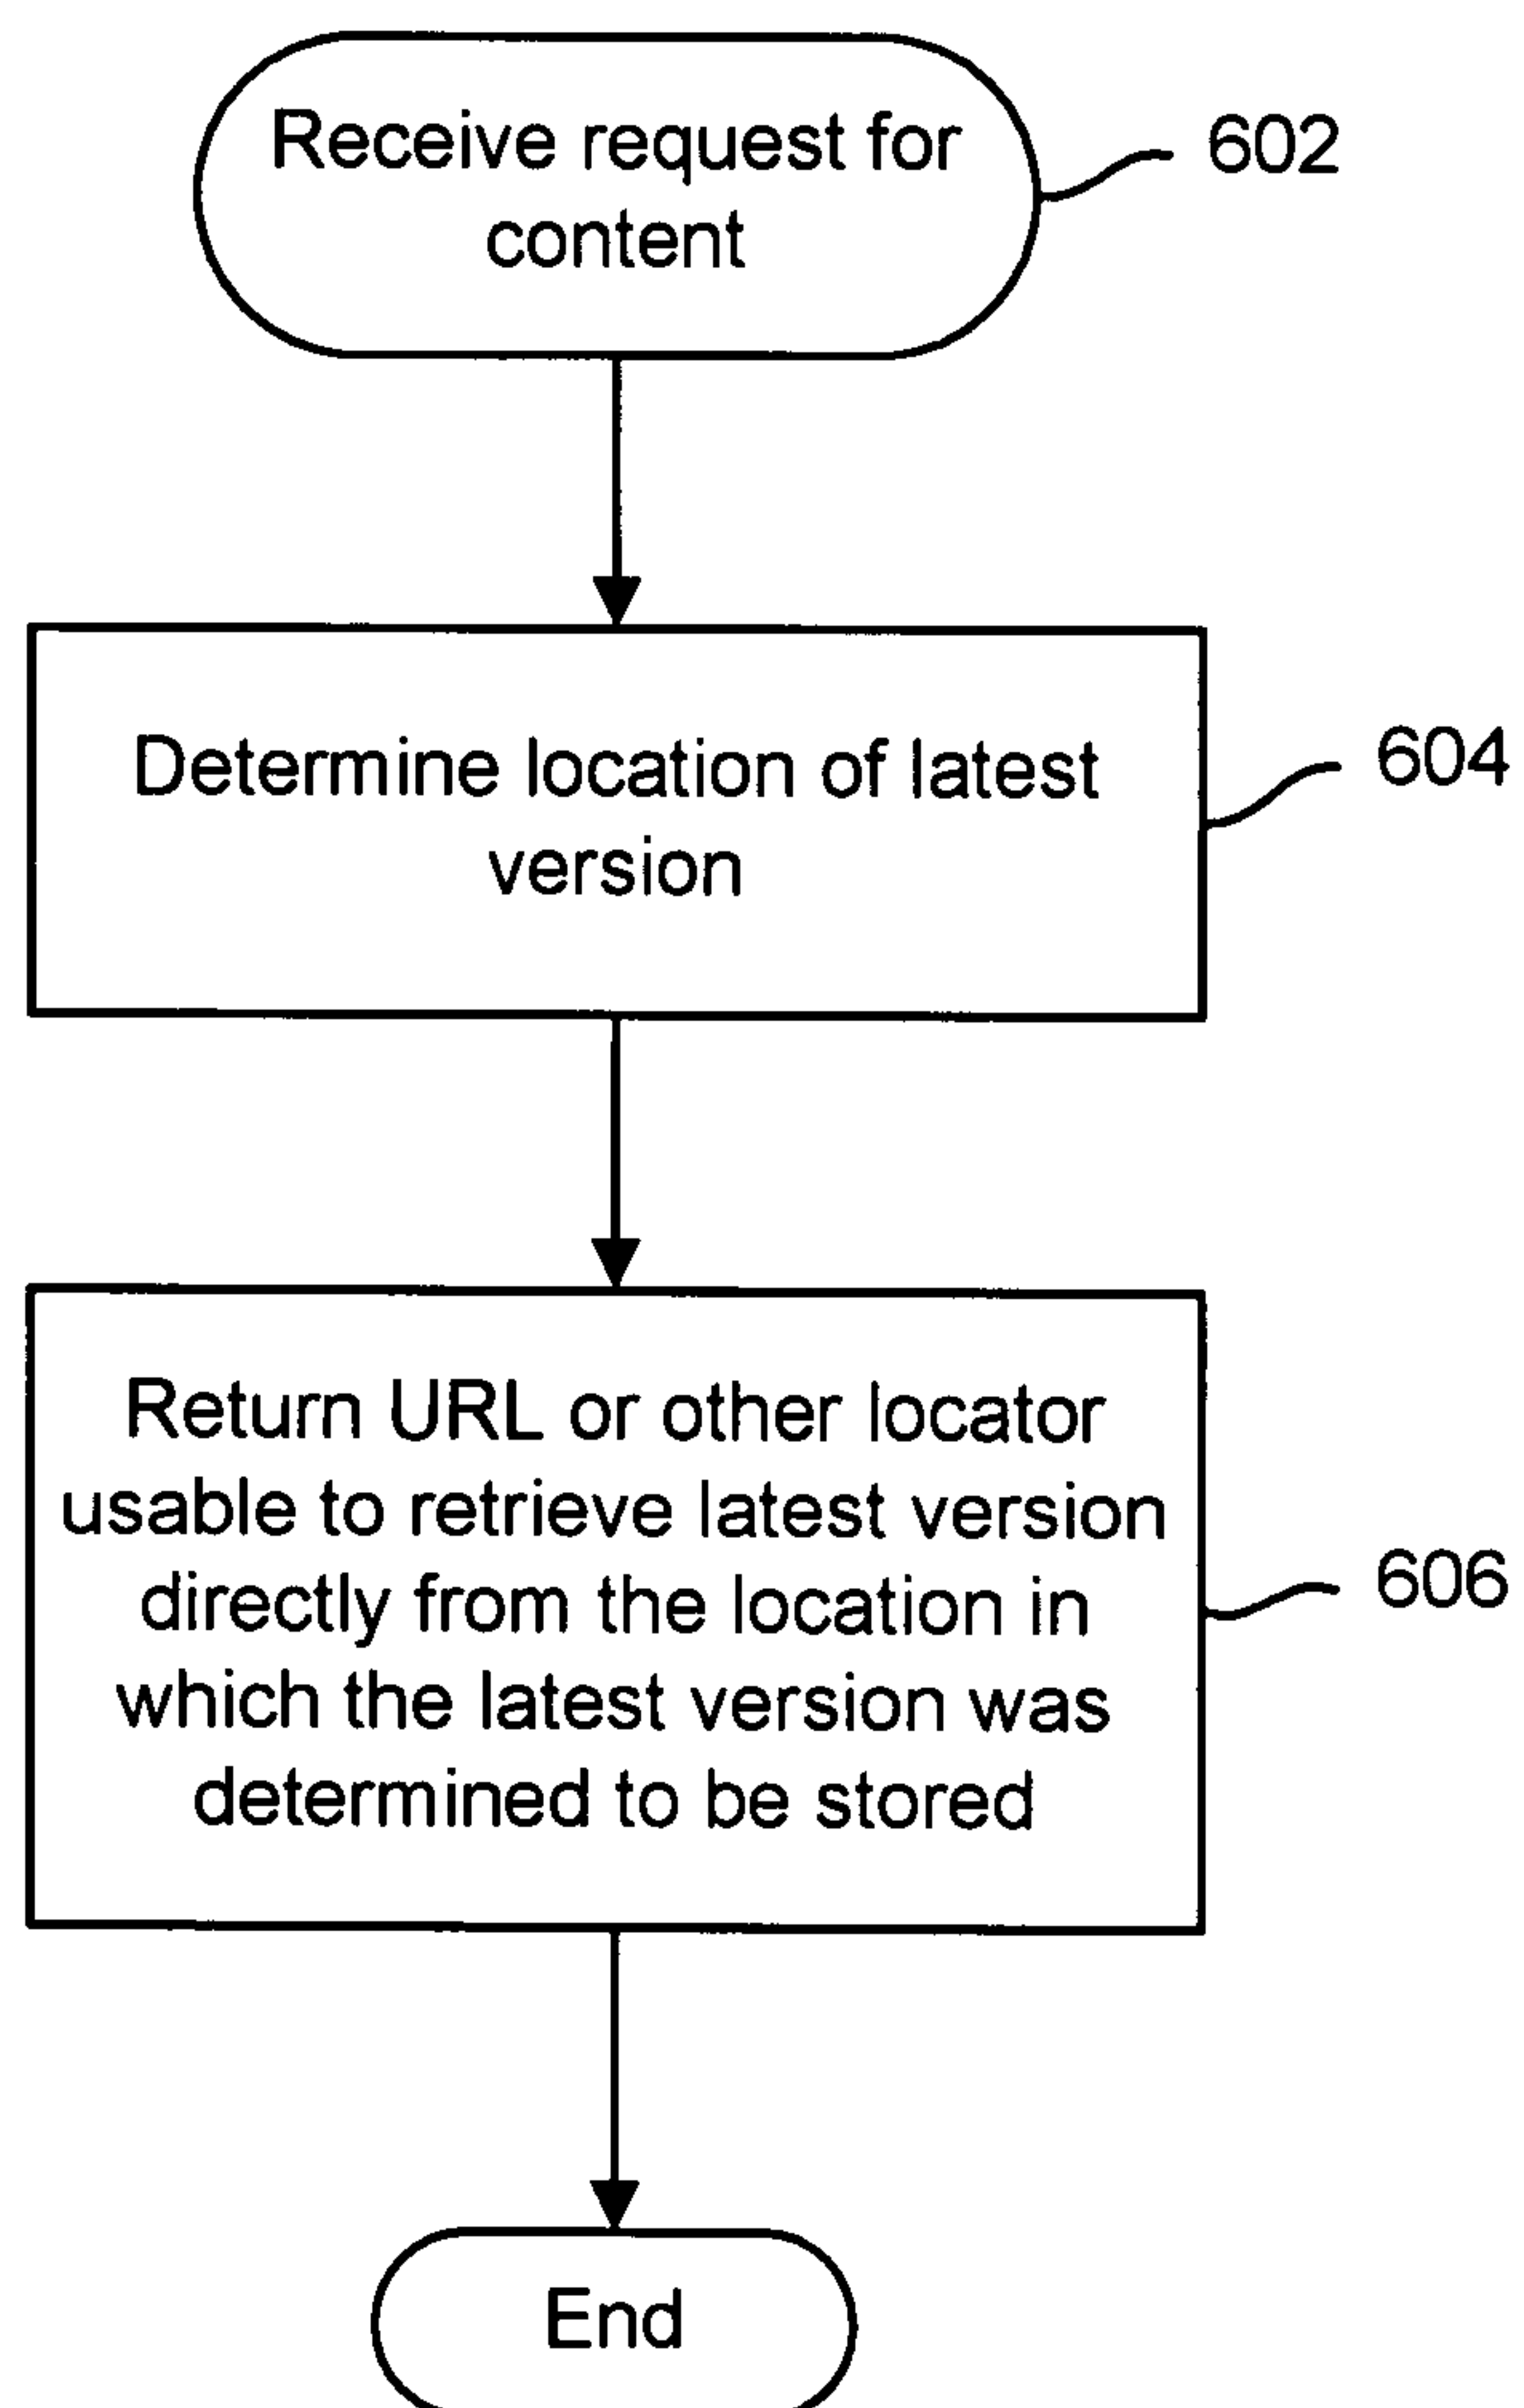 Receive request for
content
602
Determine location of latest
version
604
Return URL or other locator
usable to retrieve latest version
directly from the location in
which the latest version was
determined to be stored
606
End